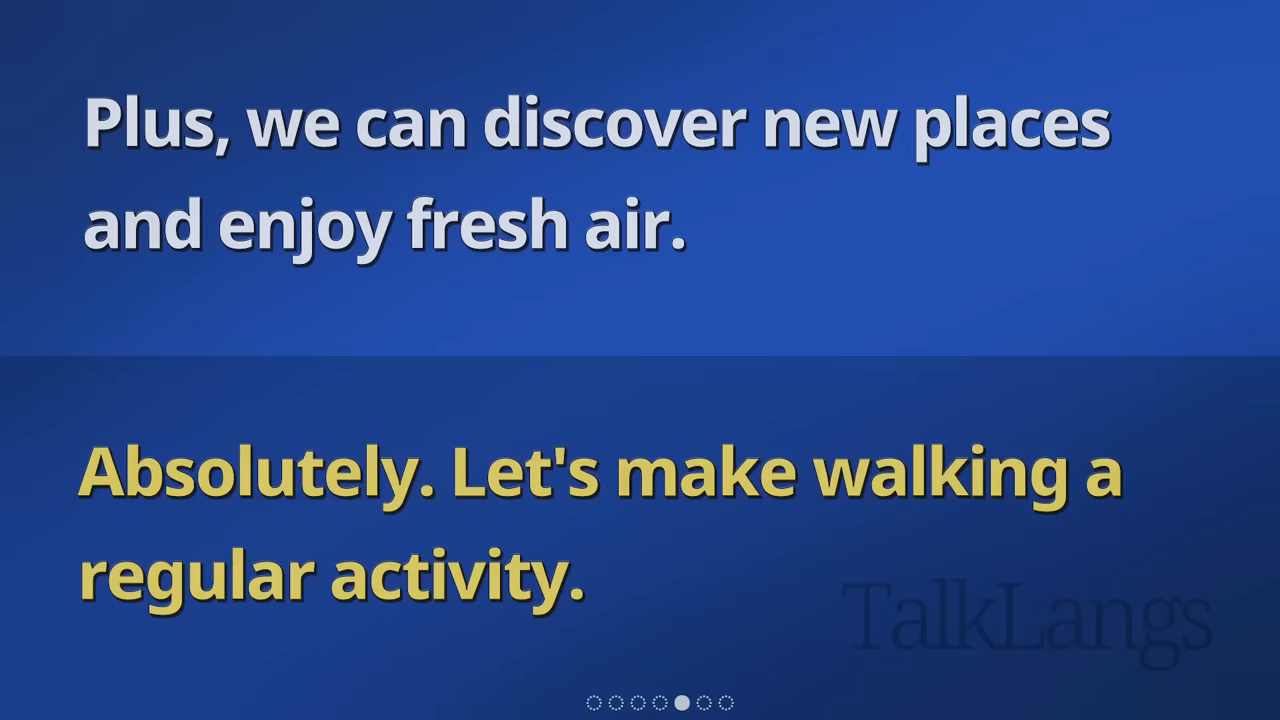 Plus, we can discover new places
and enjoy fresh air.
Absolutely. Let's make walking a
regular activity.
TalkLangs